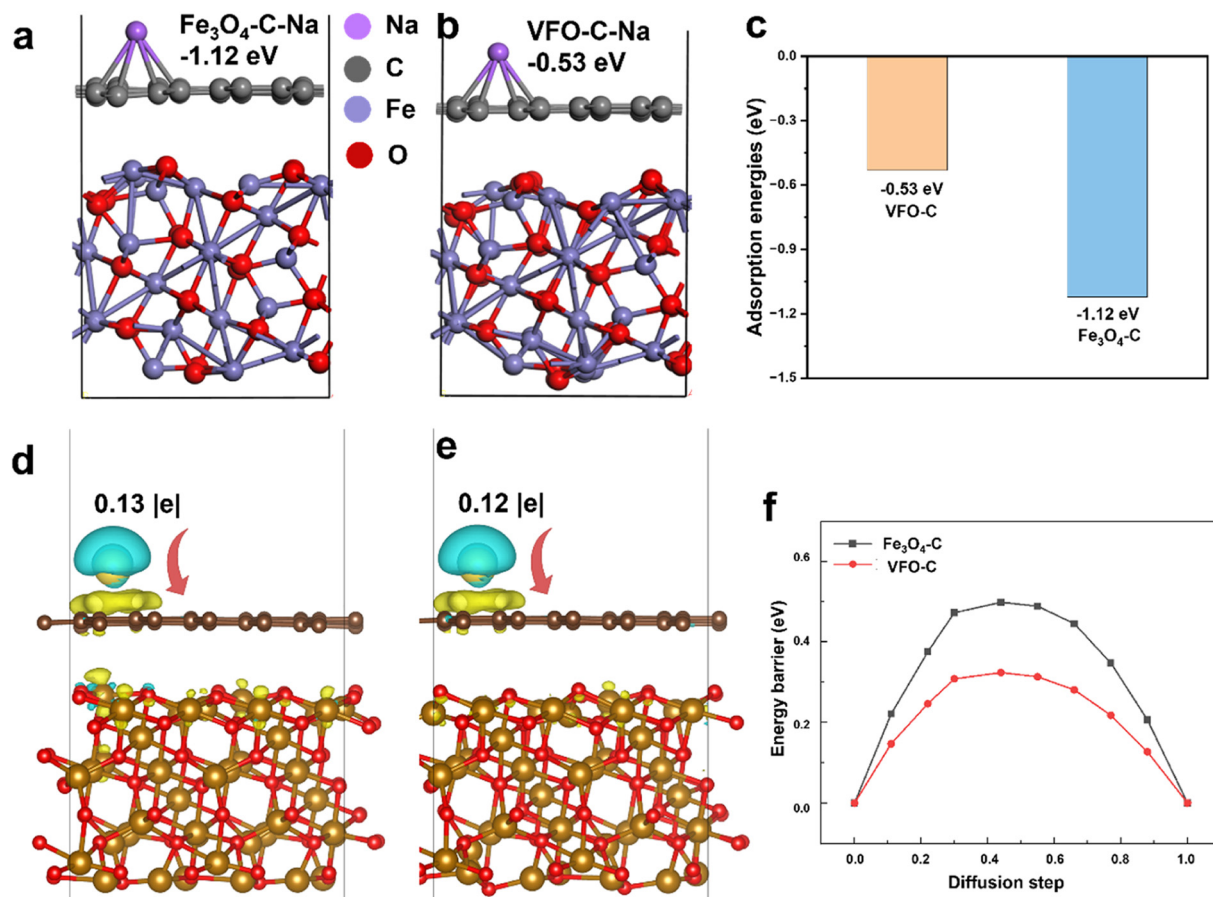 a
Fe₃O₄-C-Na
-1.12 eV
Na
C
Fe
O
b
VFO-C-Na
-0.53 eV
c
Adsorption energies (eV)
0.0
−0.3
−0.6
−0.9
−1.2
−1.5
-0.53 eV
VFO-C
-1.12 eV
Fe₃O₄-C
d
0.13 |e|
e
0.12 |e|
f
Energy barrier (eV)
0.6
0.4
0.2
0.0
Fe₃O₄-C
VFO-C
0.0 0.2 0.4 0.6 0.8 1.0
Diffusion step